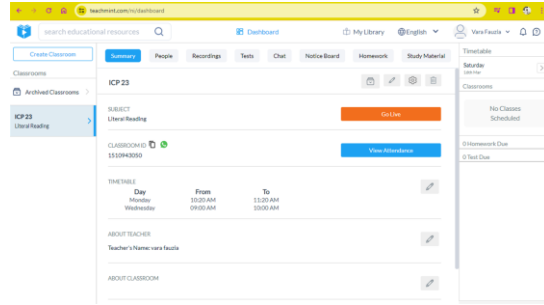 teachmint.com/m/dashboard
search educational resources
Dashboard
My Library
English
Vara Fauzia
Create Classroom
Classrooms
Archived Classrooms
ICP 23
Literal Reading
Summary People Recordings Tests Chat Notice Board Homework Study Material
ICP 23
SUBJECT
Literal Reading
Go Live
CLASSROOM ID
1510943050
View Attendance
TIMETABLE
Day From To
Monday 10:20 AM 11:20 AM
Wednesday 09:00 AM 10:00 AM
ABOUT TEACHER
Teacher's Name: vara fauzia
ABOUT CLASSROOM
Timetable
Saturday
Classrooms
No Classes
Scheduled
0 Homework Due
0 Test Due